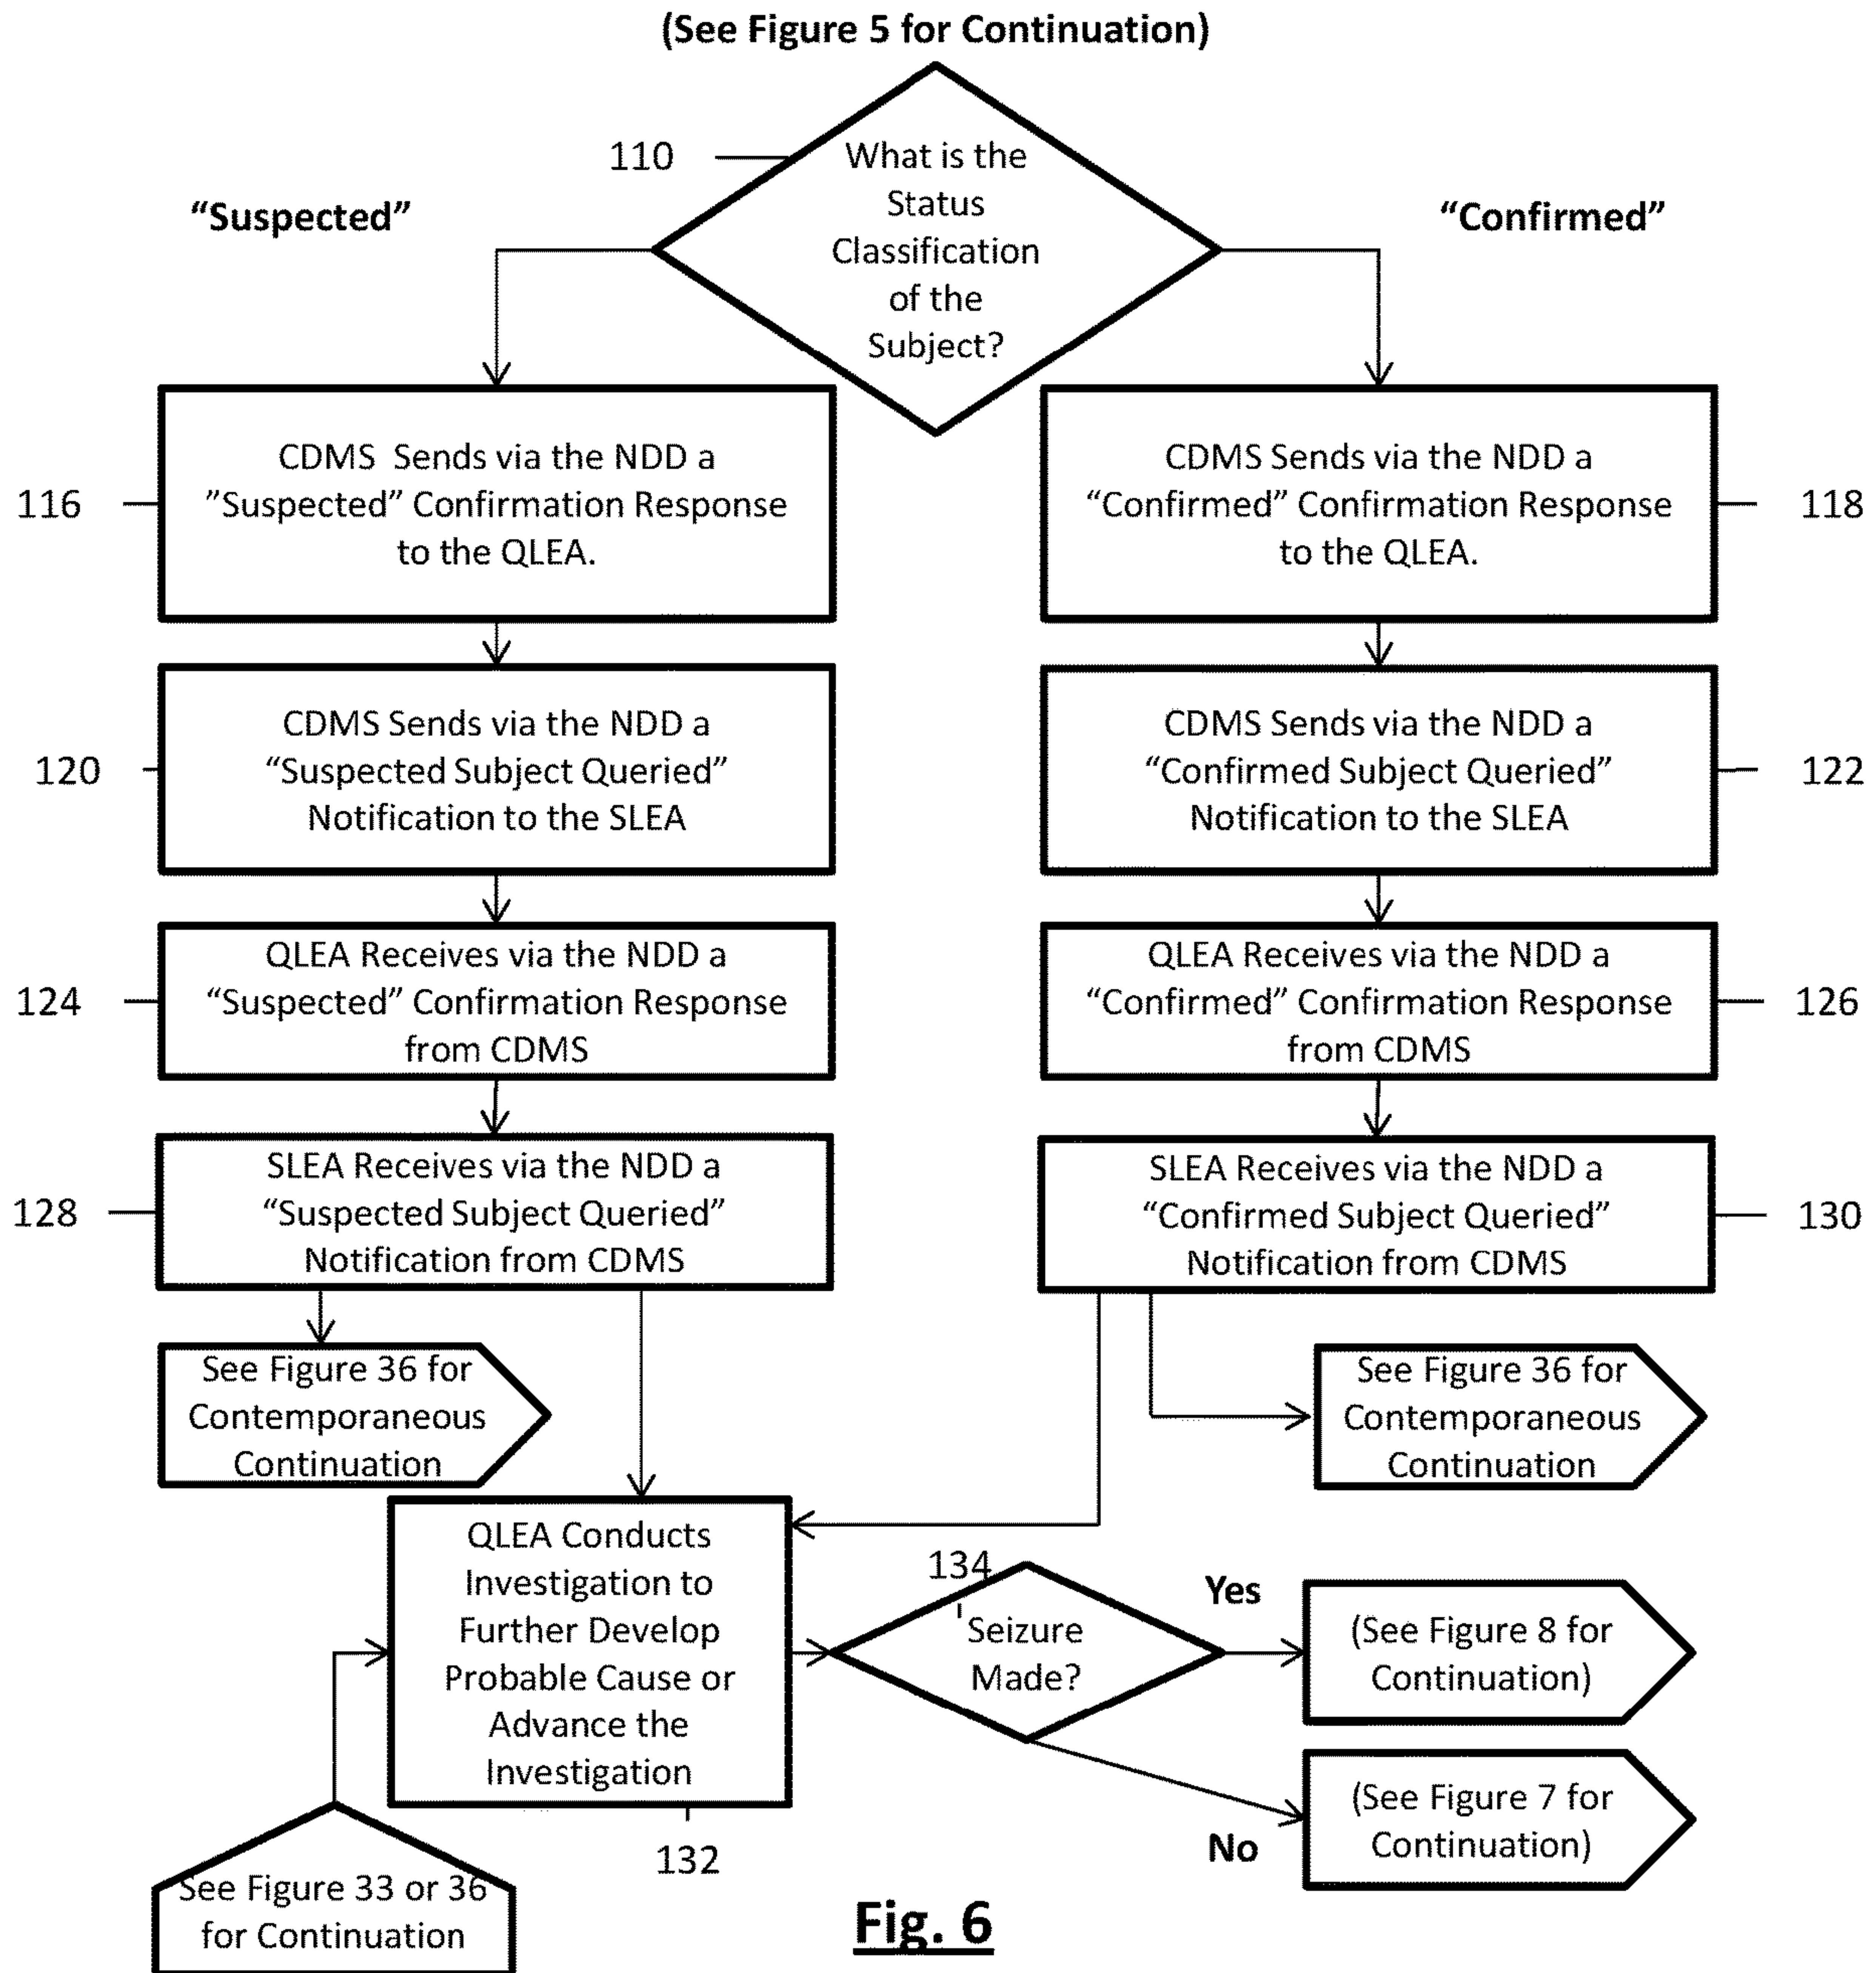 (See Figure 5 for Continuation)
110
What is the
Status
Classification
of the
Subject?
“Suspected”
“Confirmed”
116
CDMS Sends via the NDD a
”Suspected” Confirmation Response
to the QLEA.
CDMS Sends via the NDD a
“Confirmed” Confirmation Response
to the QLEA.
118
120
CDMS Sends via the NDD a
“Suspected Subject Queried”
Notification to the SLEA
CDMS Sends via the NDD a
“Confirmed Subject Queried”
Notification to the SLEA
122
124
QLEA Receives via the NDD a
“Suspected” Confirmation Response
from CDMS
QLEA Receives via the NDD a
“Confirmed” Confirmation Response
from CDMS
126
128
SLEA Receives via the NDD a
“Suspected Subject Queried”
Notification from CDMS
SLEA Receives via the NDD a
“Confirmed Subject Queried”
Notification from CDMS
130
See Figure 36 for
Contemporaneous
Continuation
See Figure 36 for
Contemporaneous
Continuation
QLEA Conducts
Investigation to
Further Develop
Probable Cause or
Advance the
Investigation
132
134
Seizure
Made?
Yes
(See Figure 8 for
Continuation)
No
(See Figure 7 for
Continuation)
See Figure 33 or 36
for Continuation
Fig. 6